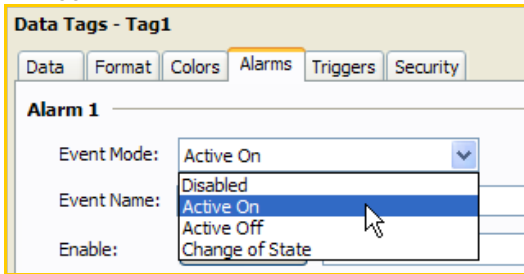 Data Tags - Tag1
Data Format Colors Alarms Triggers Security
Alarm 1
Event Mode: Active On
Disabled
Event Name: Active On
Active Off
Enable: Change of State